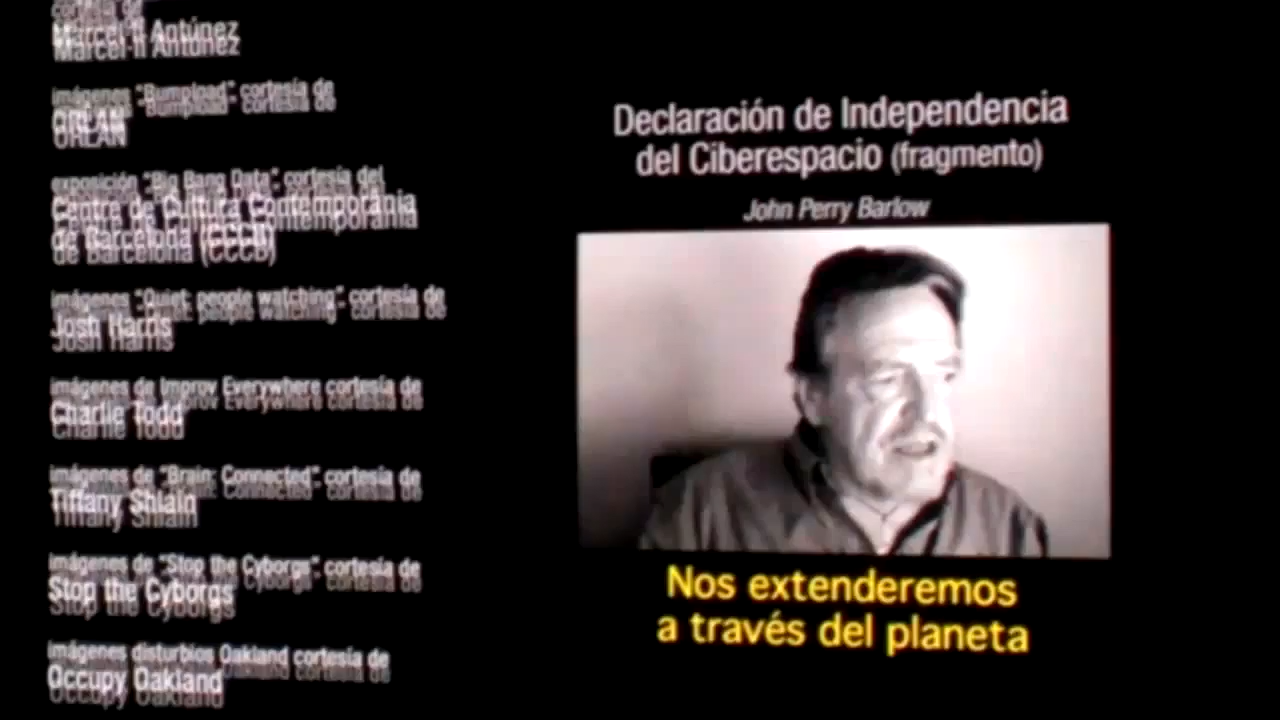 cortesía de
Marcel·lí Antúnez
imágenes "Bumpload" cortesía de
ORLAN
exposición "Big Bang Data" cortesía del
Centre de Cultura Contemporània
de Barcelona (CCCB)
imágenes "Quiet: people watching" cortesía de
Josh Harris
imágenes de Improv Everywhere cortesía de
Charlie Todd
imágenes de "Brain: Connected" cortesía de
Tiffany Shlain
imágenes de "Stop the Cyborgs" cortesía de
Stop the Cyborgs
imágenes disturbios Oakland cortesía de
Occupy Oakland
Declaración de Independencia
del Ciberespacio (fragmento)
John Perry Barlow
Nos extenderemos
a través del planeta